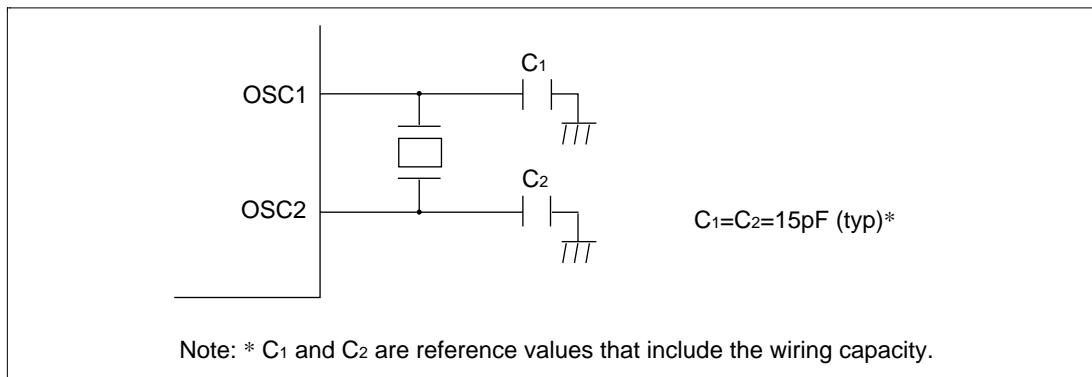 C1
OSC1
C2
OSC2
C1=C2=15pF (typ)*
Note: * C1 and C2 are reference values that include the wiring capacity.